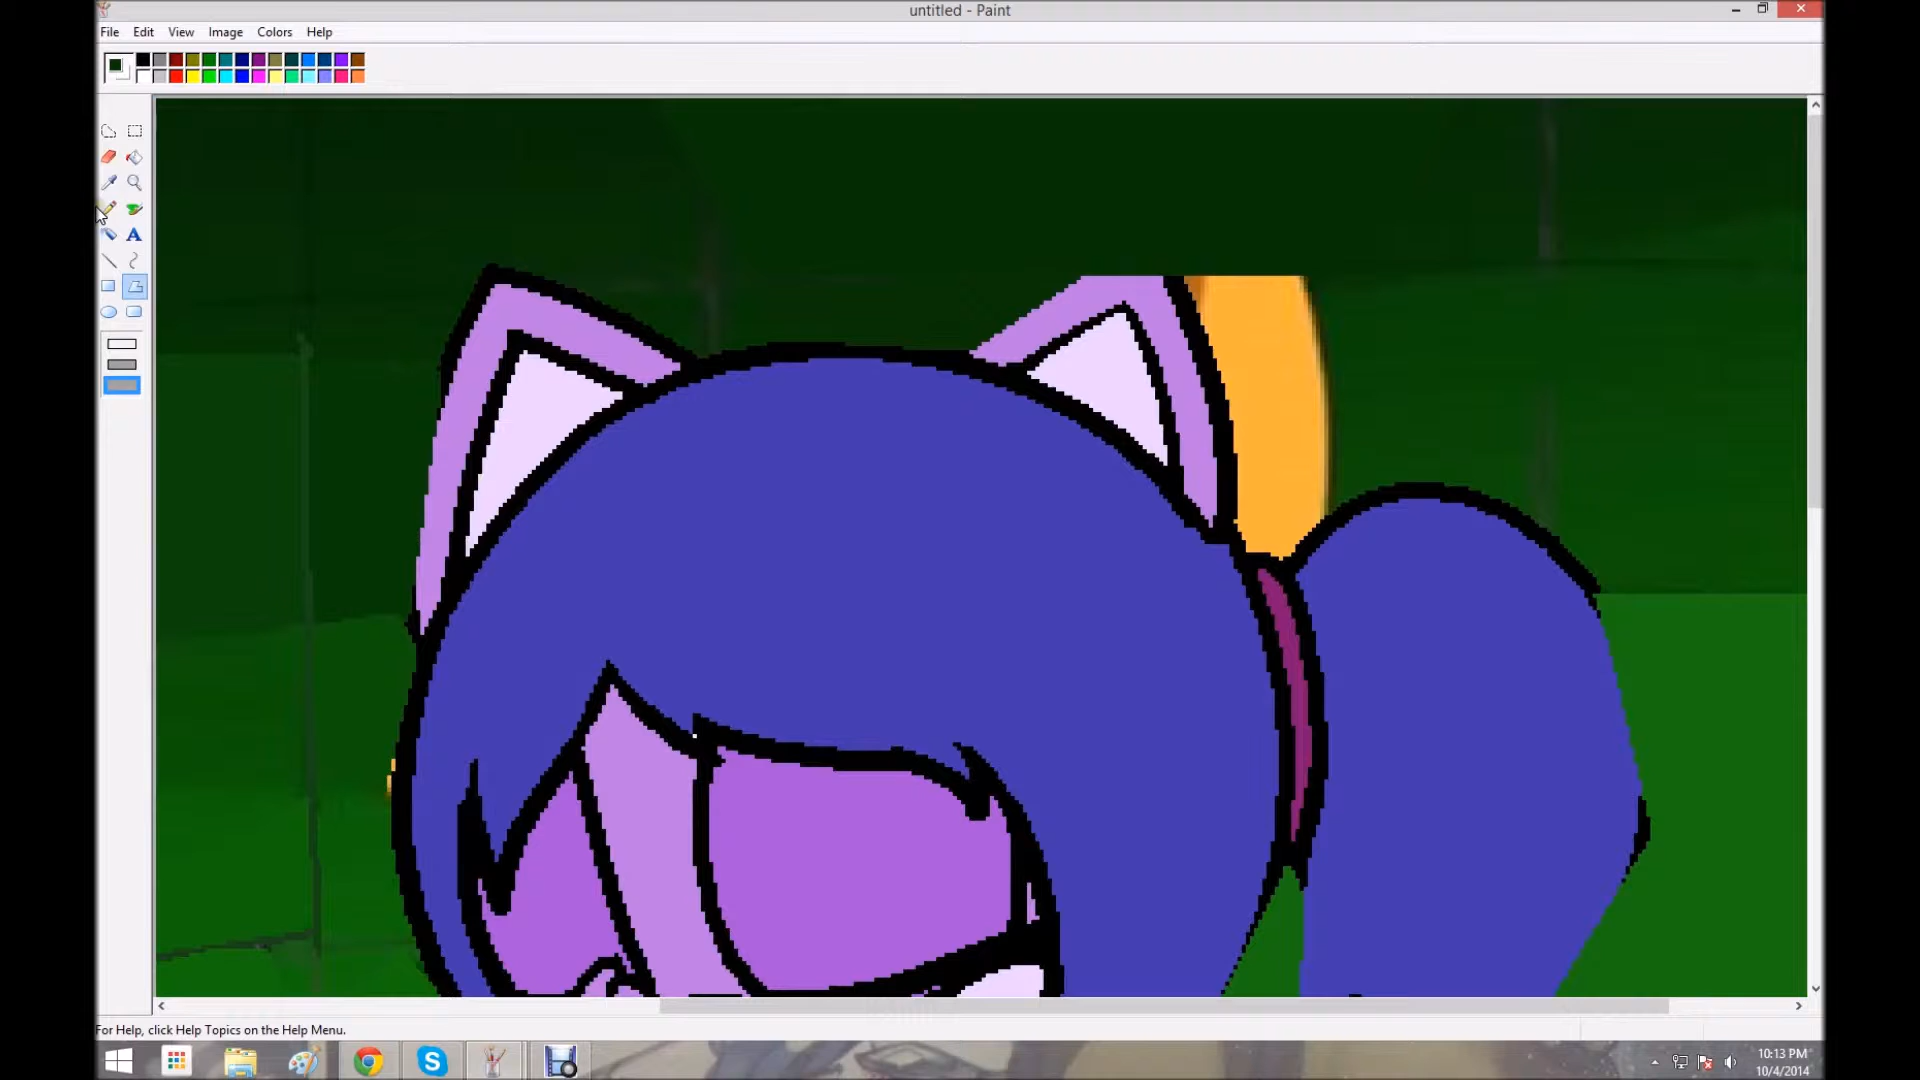 untitled - Paint
File Edit View Image Colors Help
A
For Help, click Help Topics on the Help Menu.
10:13 PM
10/4/2014